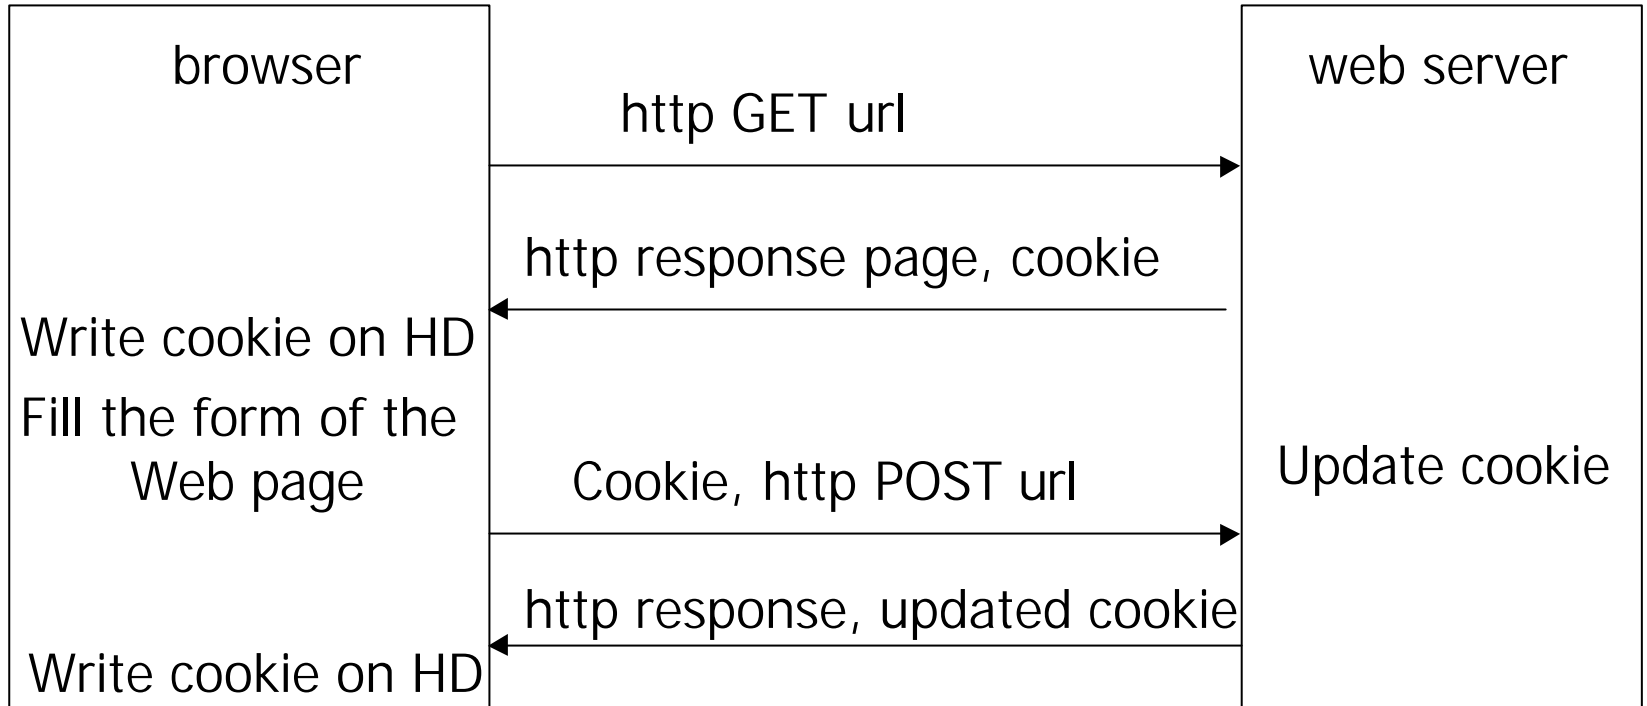 browser
web server
http GET url
http response page, cookie
Write cookie on HD
Fill the form of the
Web page
Cookie, http POST url
Update cookie
http response, updated cookie
Write cookie on HD